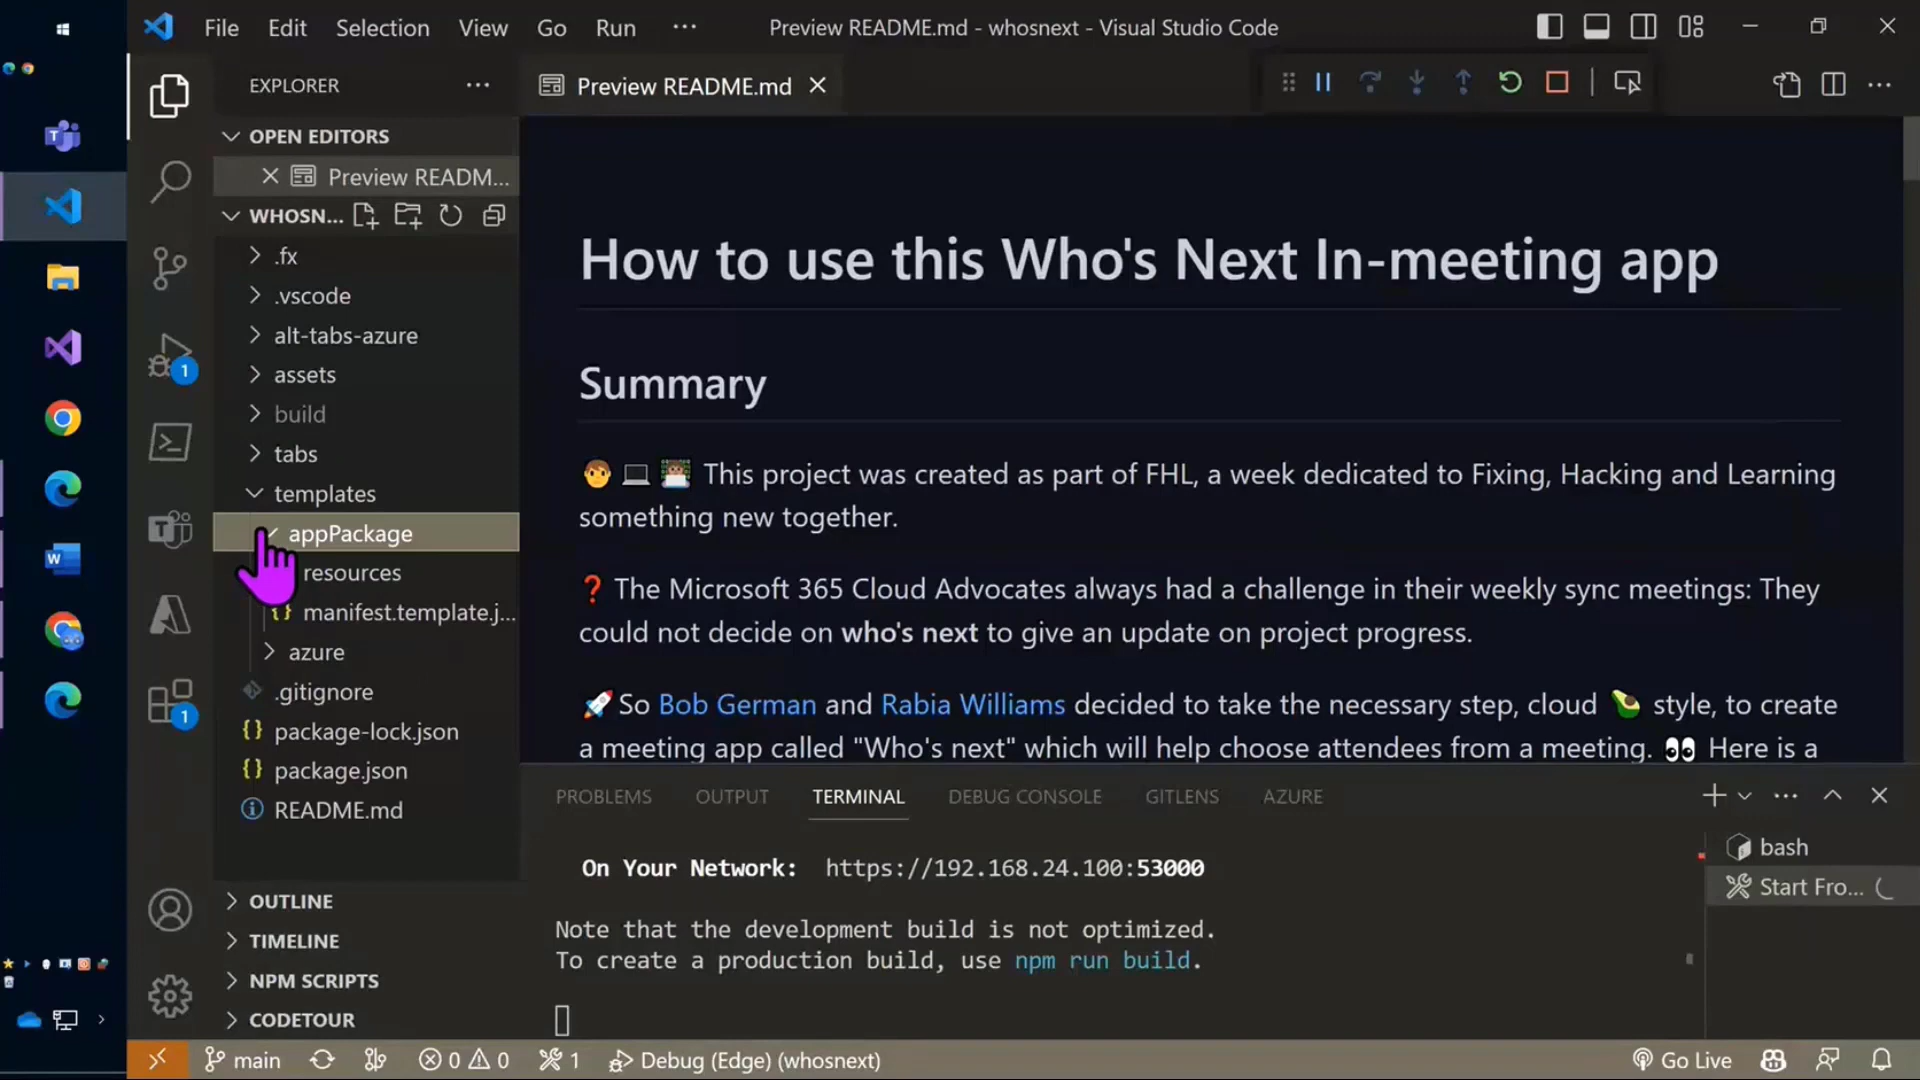 File Edit Selection View Go Run ··· Preview README.md - whosnext - Visual Studio Code
EXPLORER ···
Preview README.md
OPEN EDITORS
Preview READM...
WHOSN...
.fx
.vscode
alt-tabs-azure
assets
build
tabs
templates
appPackage
resources
manifest.template.j...
azure
.gitignore
package-lock.json
package.json
README.md
OUTLINE
TIMELINE
NPM SCRIPTS
CODETOUR
1
1
How to use this Who's Next In-meeting app
Summary
🧑 💻 👨🏽‍💻 This project was created as part of FHL, a week dedicated to Fixing, Hacking and Learning
something new together.
❓ The Microsoft 365 Cloud Advocates always had a challenge in their weekly sync meetings: They
could not decide on who's next to give an update on project progress.
🚀 So Bob German and Rabia Williams decided to take the necessary step, cloud 🥑 style, to create
a meeting app called "Who's next" which will help choose attendees from a meeting. 👀 Here is a
PROBLEMS OUTPUT TERMINAL DEBUG CONSOLE GITLENS AZURE
On Your Network: https://192.168.24.100:53000
Note that the development build is not optimized.
To create a production build, use npm run build.
bash
Start Fro...
main 0 0 1 Debug (Edge) (whosnext) Go Live